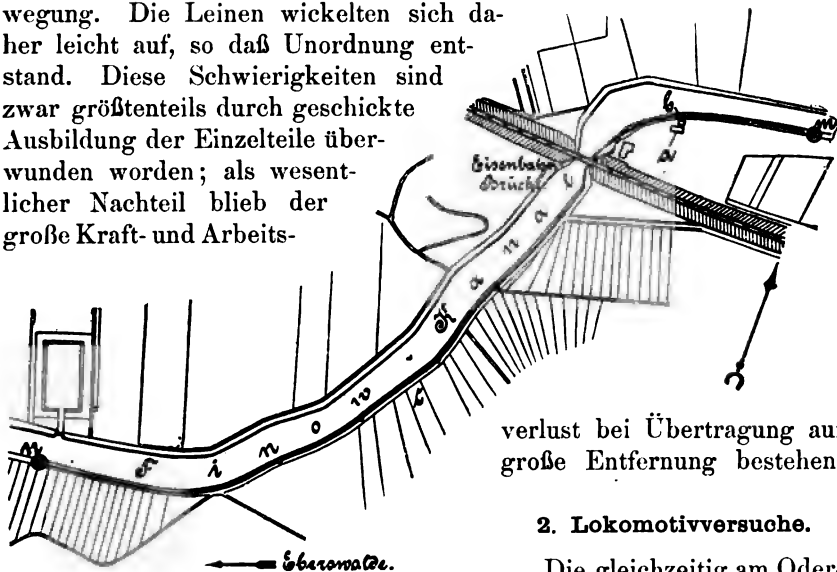 wegung. Die Leinen wickelten sich da-
her leicht auf, so daß Unordnung ent-
stand. Diese Schwierigkeiten sind
zwar größtenteils durch geschickte
Ausbildung der Einzelteile über-
wunden worden; als wesent-
licher Nachteil blieb der
große Kraft- und Arbeits-
Eisenbahn
Brücke
b
a
r
m
Finow-Kanal
L
m
Eberswalde.
verlust bei Übertragung auf
große Entfernung bestehen
2. Lokomotivversuche.
Die gleichzeitig am Oder-